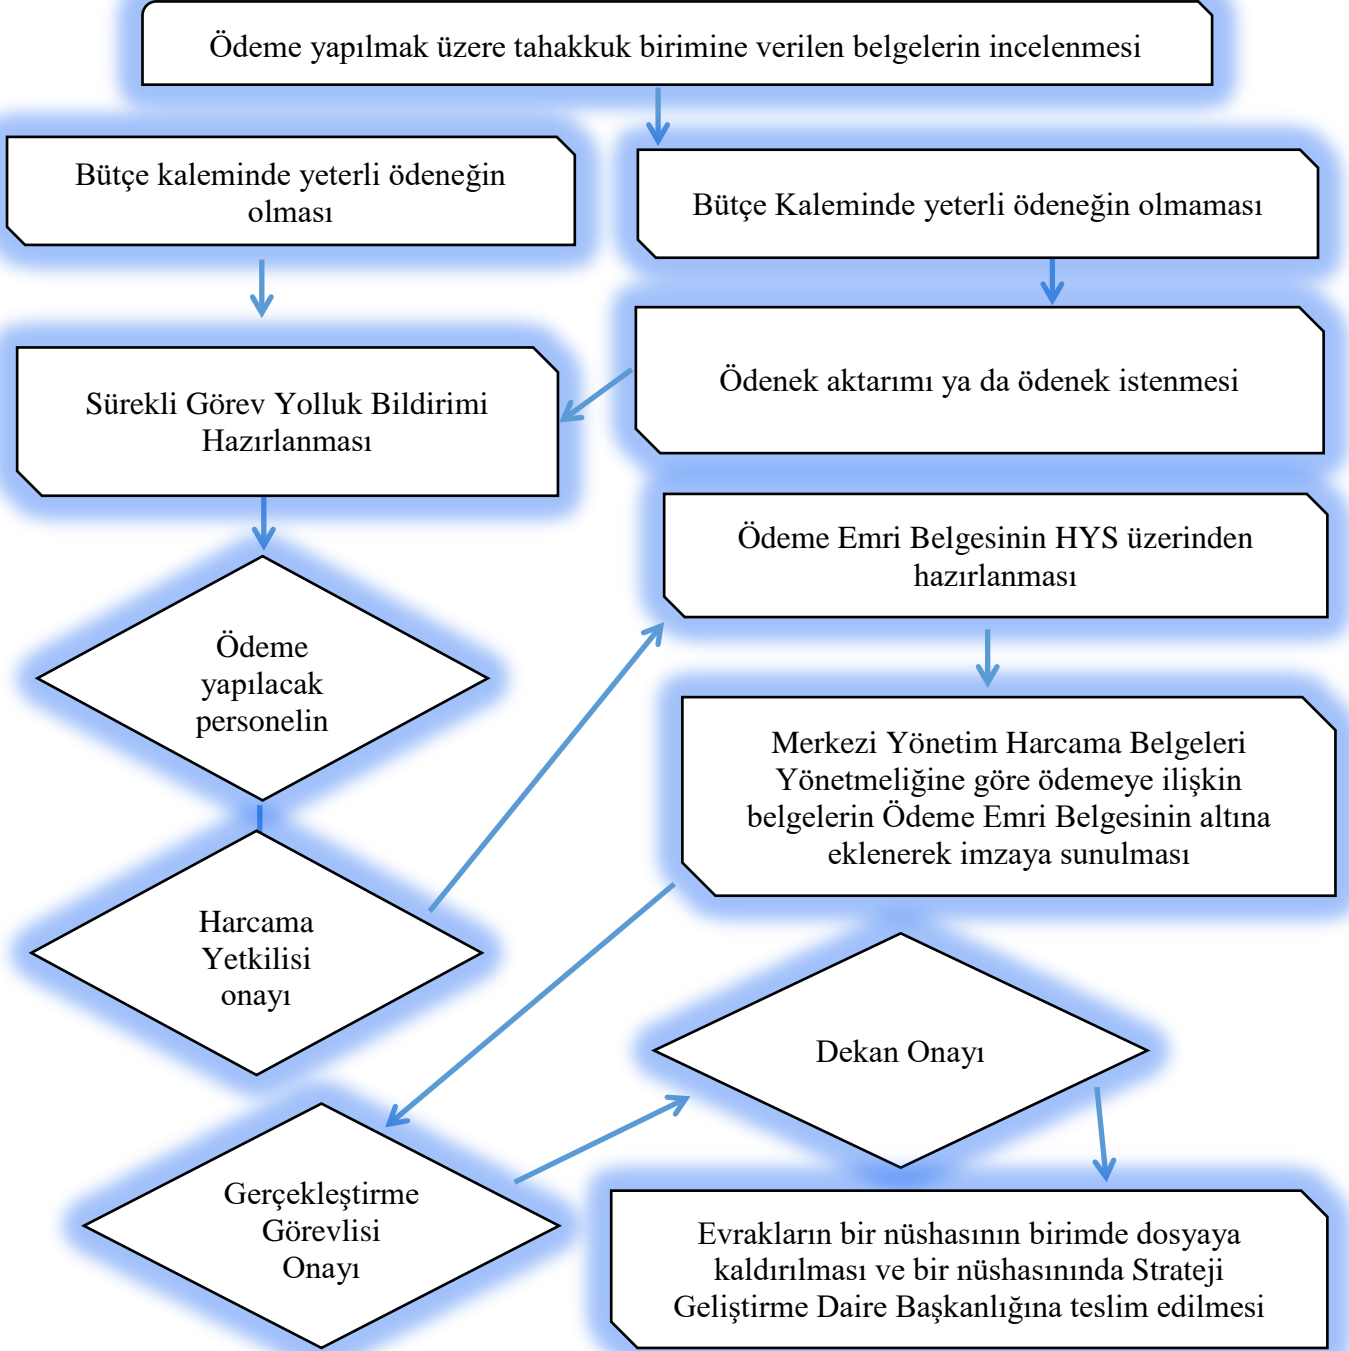 Ödeme yapılmak üzere tahakkuk birimine verilen belgelerin incelenmesi
Bütçe kaleminde yeterli ödeneğin
olması
Bütçe Kaleminde yeterli ödeneğin olmaması
Ödenek aktarımı ya da ödenek istenmesi
Sürekli Görev Yolluk Bildirimi
Hazırlanması
Ödeme Emri Belgesinin HYS üzerinden
hazırlanması
Ödeme
yapılacak
personelin
Merkezi Yönetim Harcama Belgeleri
Yönetmeliğine göre ödemeye ilişkin
belgelerin Ödeme Emri Belgesinin altına
eklenerek imzaya sunulması
Harcama
Yetkilisi
onayı
Dekan Onayı
Gerçekleştirme
Görevlisi
Onayı
Evrakların bir nüshasının birimde dosyaya
kaldırılması ve bir nüshasınında Strateji
Geliştirme Daire Başkanlığına teslim edilmesi